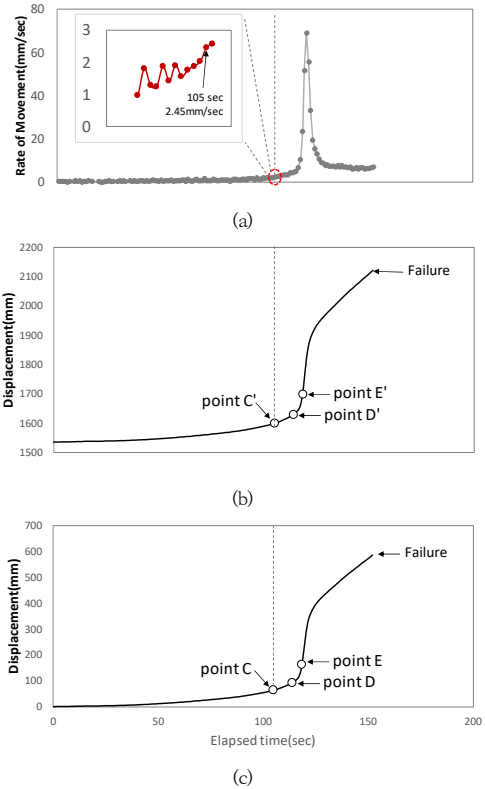 80
60
40
20
0
Rate of Movement(mm/sec)
3
2
1
0
105 sec
2.45mm/sec
(a)
2200
2100
2000
1900
1800
1700
1600
1500
Displacement(mm)
Failure
point C'
point E'
point D'
(b)
700
600
500
400
300
200
100
0
Displacement(mm)
Failure
point C
point E
point D
0 50 100 150 200
Elapsed time(sec)
(c)